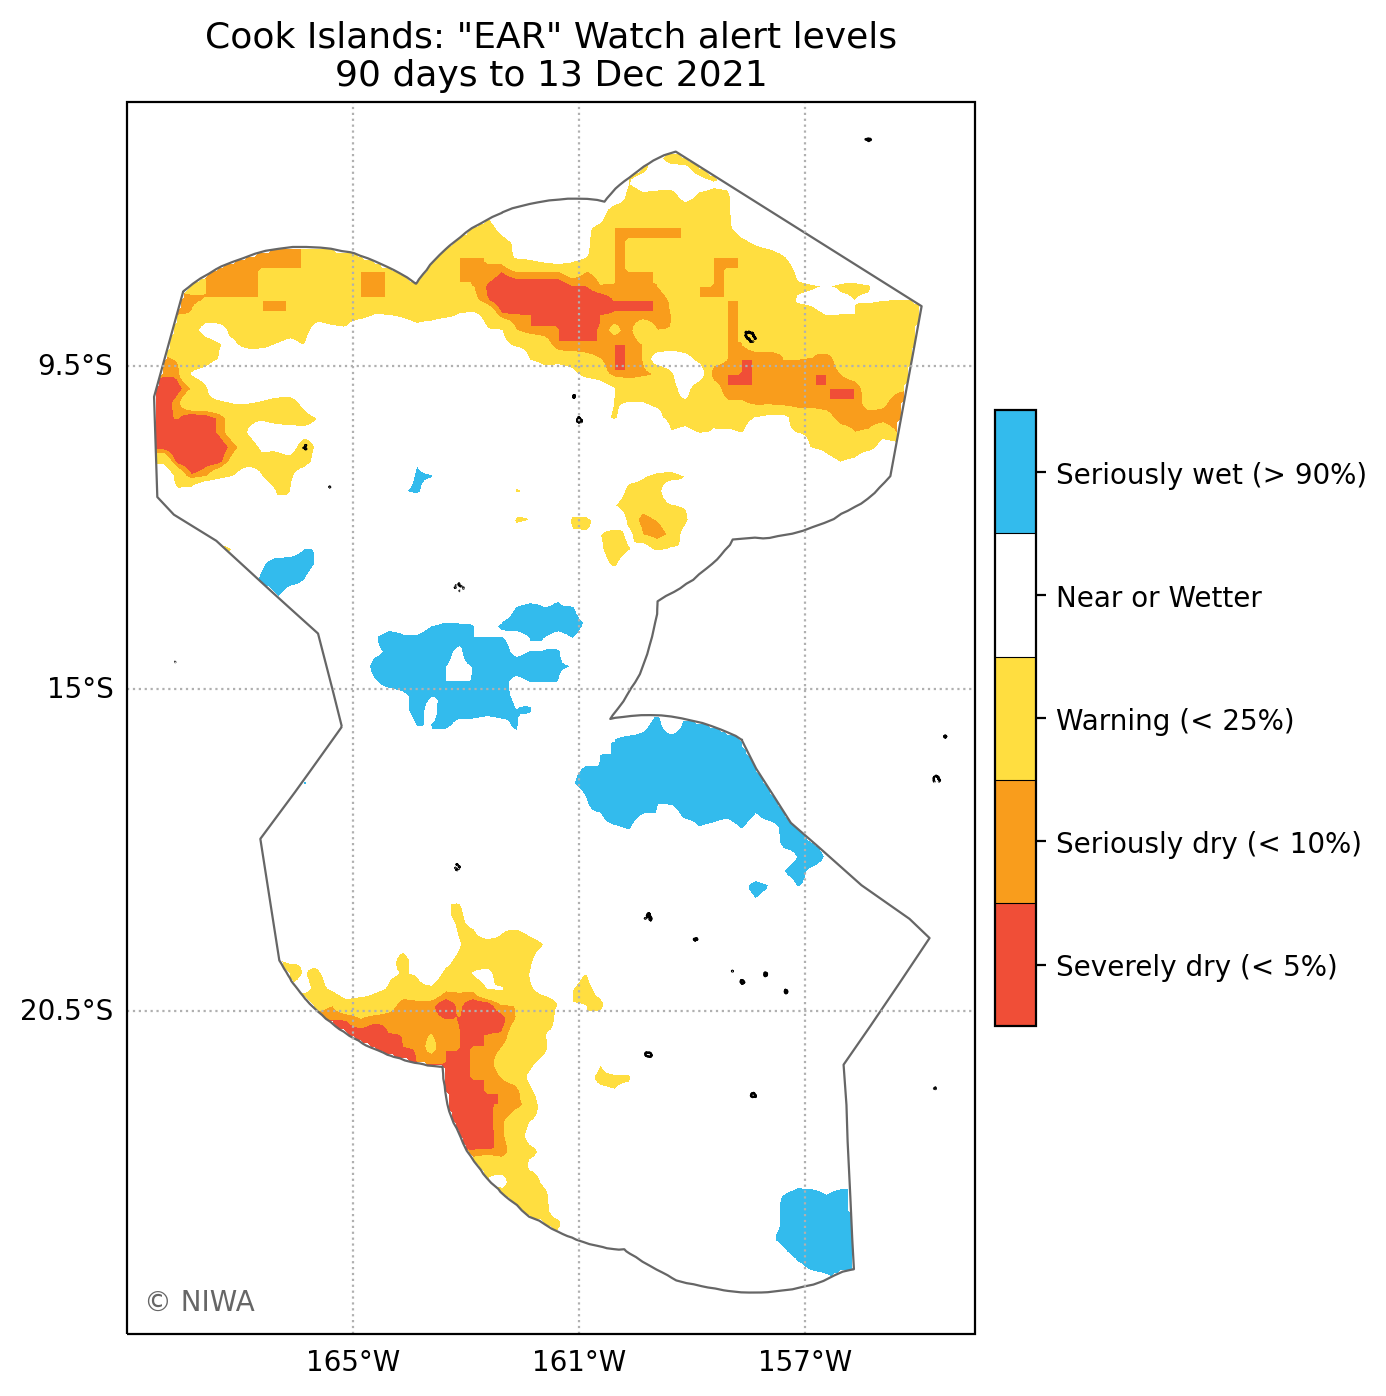 Cook Islands: "EAR" Watch alert levels
90 days to 13 Dec 2021
9.5°S
15°S
20.5°S
165°W
161°W
157°W
Seriously wet (> 90%)
Near or Wetter
Warning (< 25%)
Seriously dry (< 10%)
Severely dry (< 5%)
© NIWA